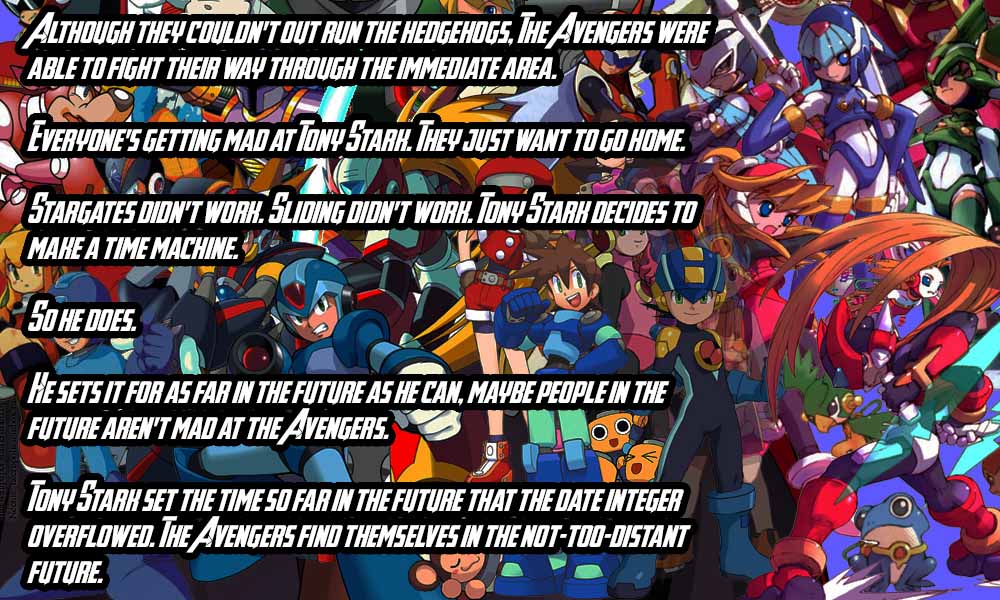 Although they couldn't out run the hedgehogs, The Avengers were
able to fight their way through the immediate area.
Everyone's getting mad at Tony Stark. They just want to go home.
Stargates didn't work. Sliding didn't work. Tony Stark decides to
make a time machine.
So he does.
He sets it for as far in the future as he can, maybe people in the
future aren't mad at the Avengers.
Tony Stark set the time so far in the future that the date integer
overflowed. The Avengers find themselves in the not-too-distant
future.